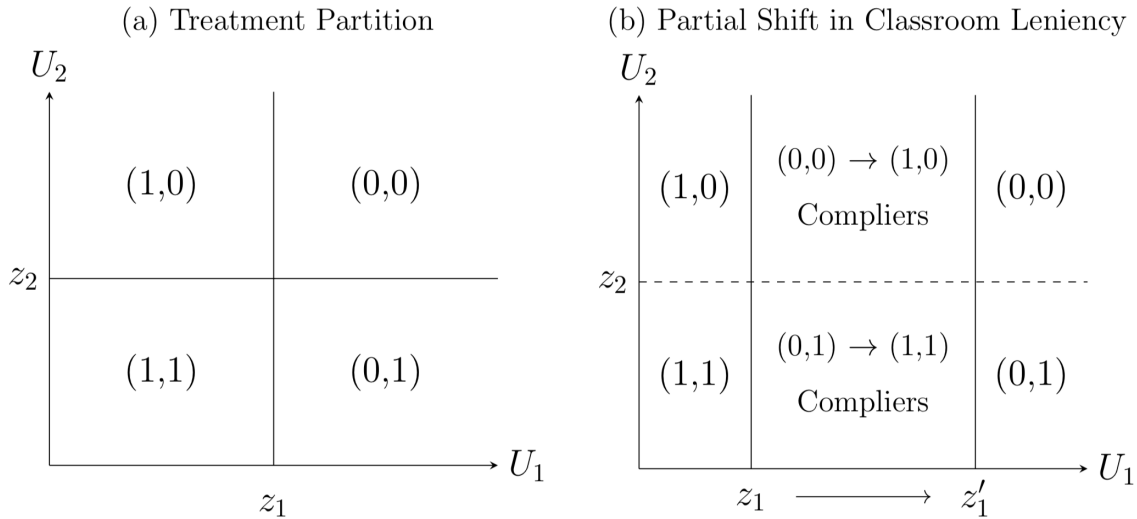 (a) Treatment Partition
U₂
(1,0)
(0,0)
z₂
(1,1)
(0,1)
U₁
z₁
(b) Partial Shift in Classroom Leniency
U₂
(1,0)
(0,0) → (1,0)
Compliers
(0,0)
z₂
(1,1)
(0,1) → (1,1)
Compliers
(0,1)
U₁
z₁ ⟶ z₁′